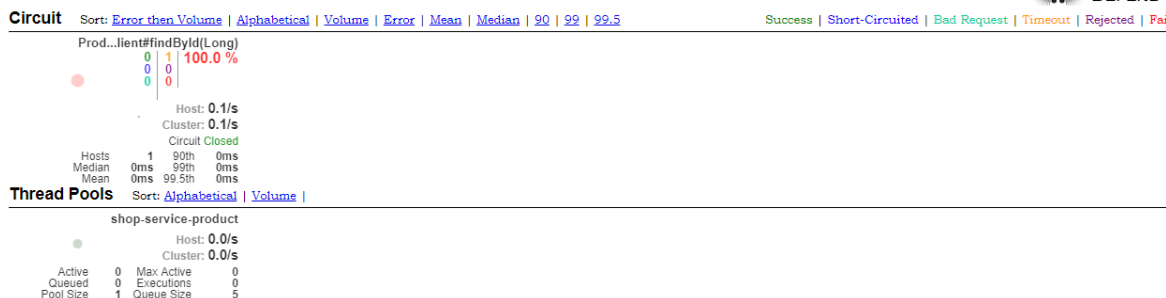 DEFEND
Circuit Sort: Error then Volume | Alphabetical | Volume | Error | Mean | Median | 90 | 99 | 99.5 Success | Short-Circuited | Bad Request | Timeout | Rejected | Fai
Prod...lient#findById(Long)
0 1 100.0 %
0 0
0 0
Host: 0.1/s
Cluster: 0.1/s
Circuit Closed
Hosts 1 90th 0ms
Median 0ms 99th 0ms
Mean 0ms 99.5th 0ms
Thread Pools Sort: Alphabetical | Volume |
shop-service-product
Host: 0.0/s
Cluster: 0.0/s
Active 0 Max Active 0
Queued 0 Executions 0
Pool Size 1 Queue Size 5